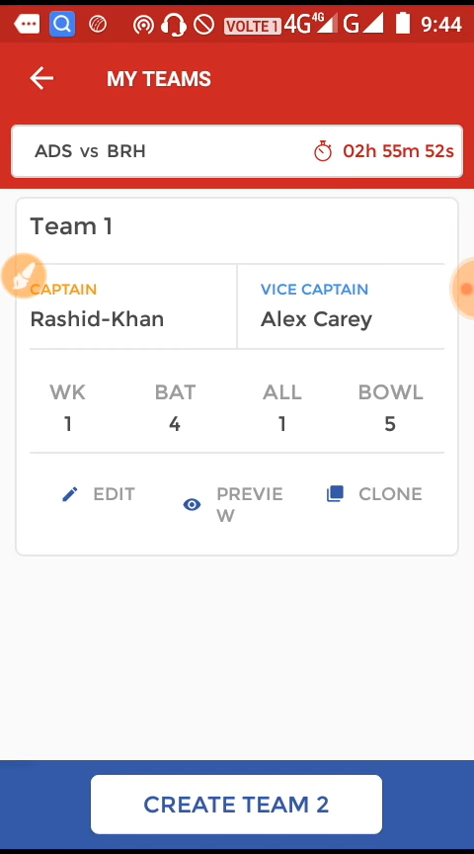 VOLTE 1 4G 4G G 9:44
MY TEAMS
ADS vs BRH 02h 55m 52s
Team 1
CAPTAIN VICE CAPTAIN
Rashid-Khan Alex Carey
WK BAT ALL BOWL
1 4 1 5
EDIT PREVIE CLONE
W
CREATE TEAM 2